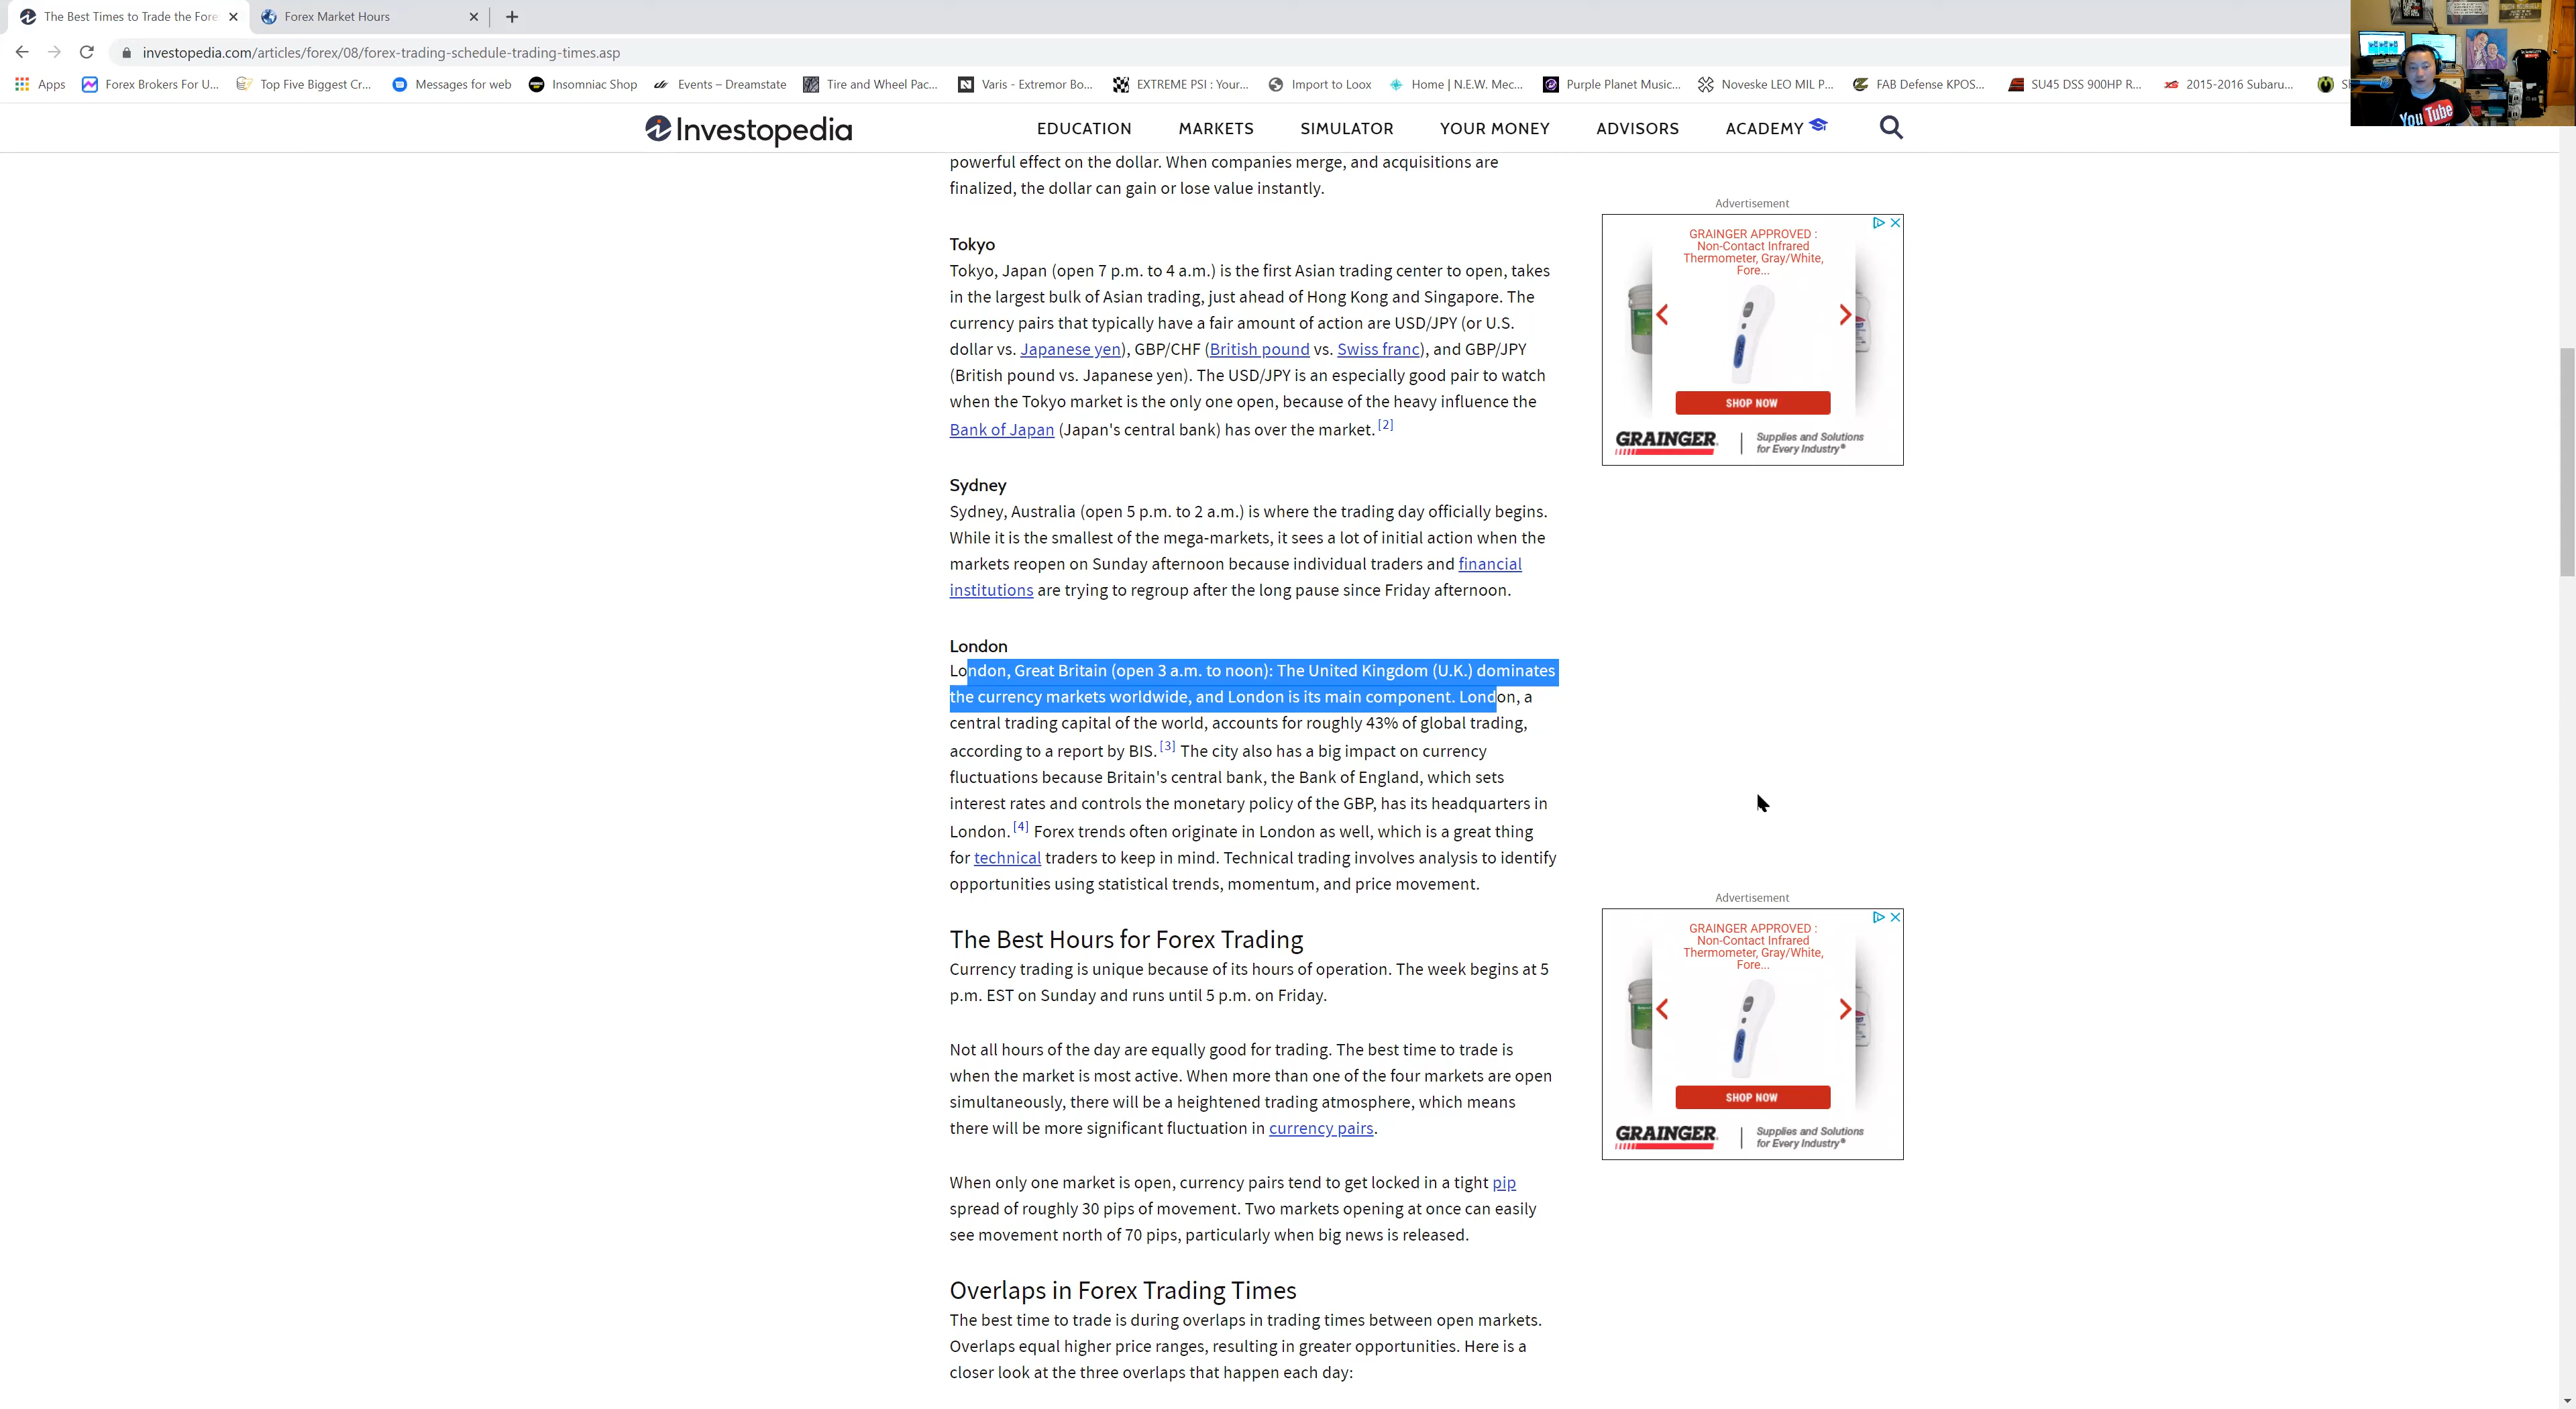 The Best Times to Trade the Fore
Forex Market Hours
investopedia.com/articles/forex/08/forex-trading-schedule-trading-times.asp
Apps
Forex Brokers For U...
Top Five Biggest Cr...
Messages for web
Insomniac Shop
Events – Dreamstate
Tire and Wheel Pac...
Varis - Extremor Bo...
EXTREME PSI : Your...
Import to Loox
Home | N.E.W. Mec...
Purple Planet Music...
Noveske LEO MIL P...
FAB Defense KPOS...
SU45 DSS 900HP R...
2015-2016 Subaru...
You Tube
Investopedia
EDUCATION
MARKETS
SIMULATOR
YOUR MONEY
ADVISORS
ACADEMY
powerful effect on the dollar. When companies merge, and acquisitions are
finalized, the dollar can gain or lose value instantly.
Tokyo
Tokyo, Japan (open 7 p.m. to 4 a.m.) is the first Asian trading center to open, takes
in the largest bulk of Asian trading, just ahead of Hong Kong and Singapore. The
currency pairs that typically have a fair amount of action are USD/JPY (or U.S.
dollar vs. Japanese yen), GBP/CHF (British pound vs. Swiss franc), and GBP/JPY
(British pound vs. Japanese yen). The USD/JPY is an especially good pair to watch
when the Tokyo market is the only one open, because of the heavy influence the
Bank of Japan (Japan's central bank) has over the market. [2]
Sydney
Sydney, Australia (open 5 p.m. to 2 a.m.) is where the trading day officially begins.
While it is the smallest of the mega-markets, it sees a lot of initial action when the
markets reopen on Sunday afternoon because individual traders and financial
institutions are trying to regroup after the long pause since Friday afternoon.
London
London, Great Britain (open 3 a.m. to noon): The United Kingdom (U.K.) dominates
the currency markets worldwide, and London is its main component. London, a
central trading capital of the world, accounts for roughly 43% of global trading,
according to a report by BIS. [3] The city also has a big impact on currency
fluctuations because Britain's central bank, the Bank of England, which sets
interest rates and controls the monetary policy of the GBP, has its headquarters in
London. [4] Forex trends often originate in London as well, which is a great thing
for technical traders to keep in mind. Technical trading involves analysis to identify
opportunities using statistical trends, momentum, and price movement.
The Best Hours for Forex Trading
Currency trading is unique because of its hours of operation. The week begins at 5
p.m. EST on Sunday and runs until 5 p.m. on Friday.
Not all hours of the day are equally good for trading. The best time to trade is
when the market is most active. When more than one of the four markets are open
simultaneously, there will be a heightened trading atmosphere, which means
there will be more significant fluctuation in currency pairs.
When only one market is open, currency pairs tend to get locked in a tight pip
spread of roughly 30 pips of movement. Two markets opening at once can easily
see movement north of 70 pips, particularly when big news is released.
Overlaps in Forex Trading Times
The best time to trade is during overlaps in trading times between open markets.
Overlaps equal higher price ranges, resulting in greater opportunities. Here is a
closer look at the three overlaps that happen each day:
Advertisement
GRAINGER APPROVED :
Non-Contact Infrared
Thermometer, Gray/White,
Fore...
SHOP NOW
GRAINGER
Supplies and Solutions
for Every Industry®
Advertisement
GRAINGER APPROVED :
Non-Contact Infrared
Thermometer, Gray/White,
Fore...
SHOP NOW
GRAINGER
Supplies and Solutions
for Every Industry®